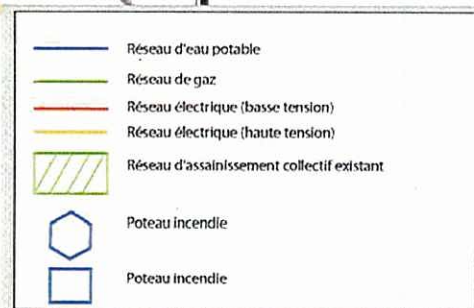 Réseau d'eau potable
Réseau de gaz
Réseau électrique (basse tension)
Réseau électrique (haute tension)
Réseau d'assainissement collectif existant
Poteau incendie
Poteau incendie